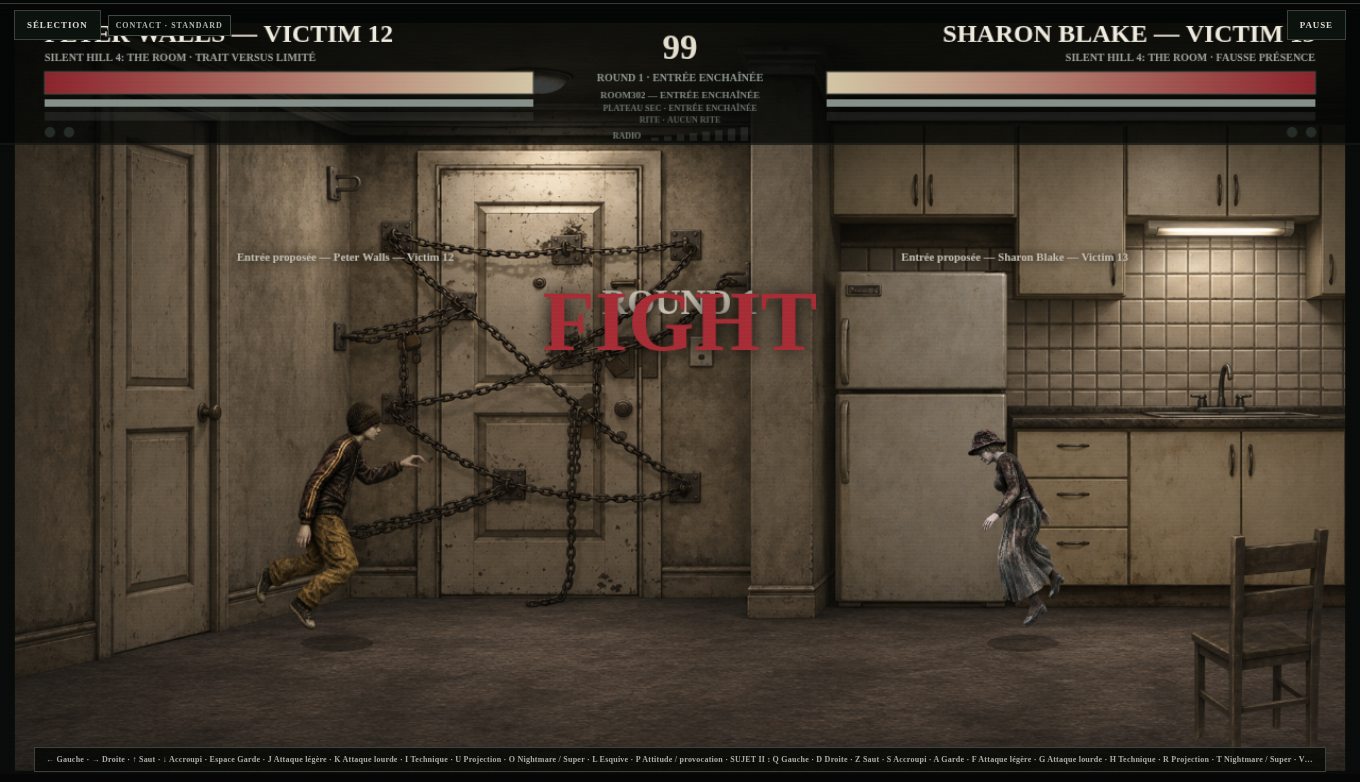 SÉLECTION
CONTACT · STANDARD
PAUSE
WALLS — VICTIM 12
SILENT HILL 4: THE ROOM · TRAIT VERSUS LIMITÉ
99
ROUND 1 · ENTRÉE ENCHAÎNÉE
ROOM302 — ENTRÉE ENCHAÎNÉE
PLATEAU SEC · ENTRÉE ENCHAÎNÉE
RITE · AUCUN RITE
RADIO
SHARON BLAKE — VICTIM 13
SILENT HILL 4: THE ROOM · FAUSSE PRÉSENCE
Entrée proposée — Peter Walls — Victim 12
Entrée proposée — Sharon Blake — Victim 13
ROUND 1
FIGHT
← Gauche · → Droite · ↑ Saut · ↓ Accroupi · Espace Garde · J Attaque légère · K Attaque lourde · I Technique · U Projection · O Nightmare / Super · L Esquive · P Attitude / provocation · SUJET II : Q Gauche · D Droite · Z Saut · S Accroupi · A Garde · F Attaque légère · G Attaque lourde · H Technique · R Projection · T Nightmare / Super · V…